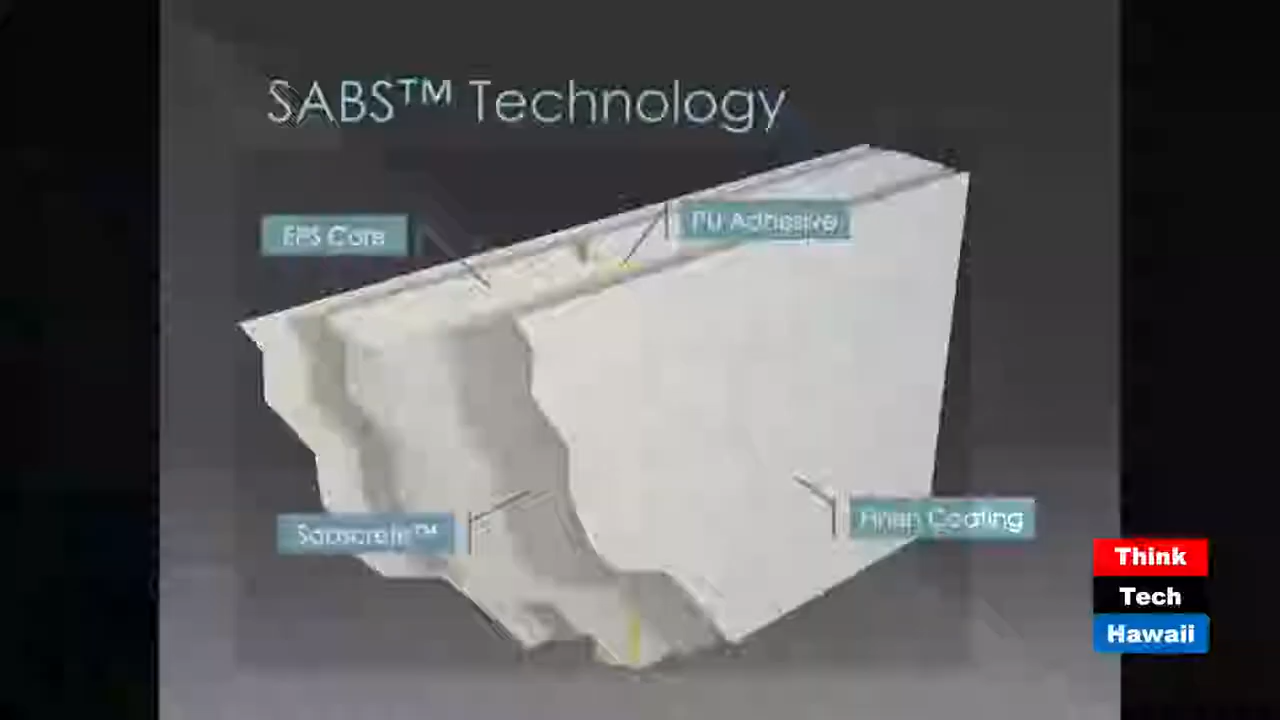 SABS™ Technology
EPS Core
PU Adhesive
Sabscrete™
Finish Coating
Think
Tech
Hawaii